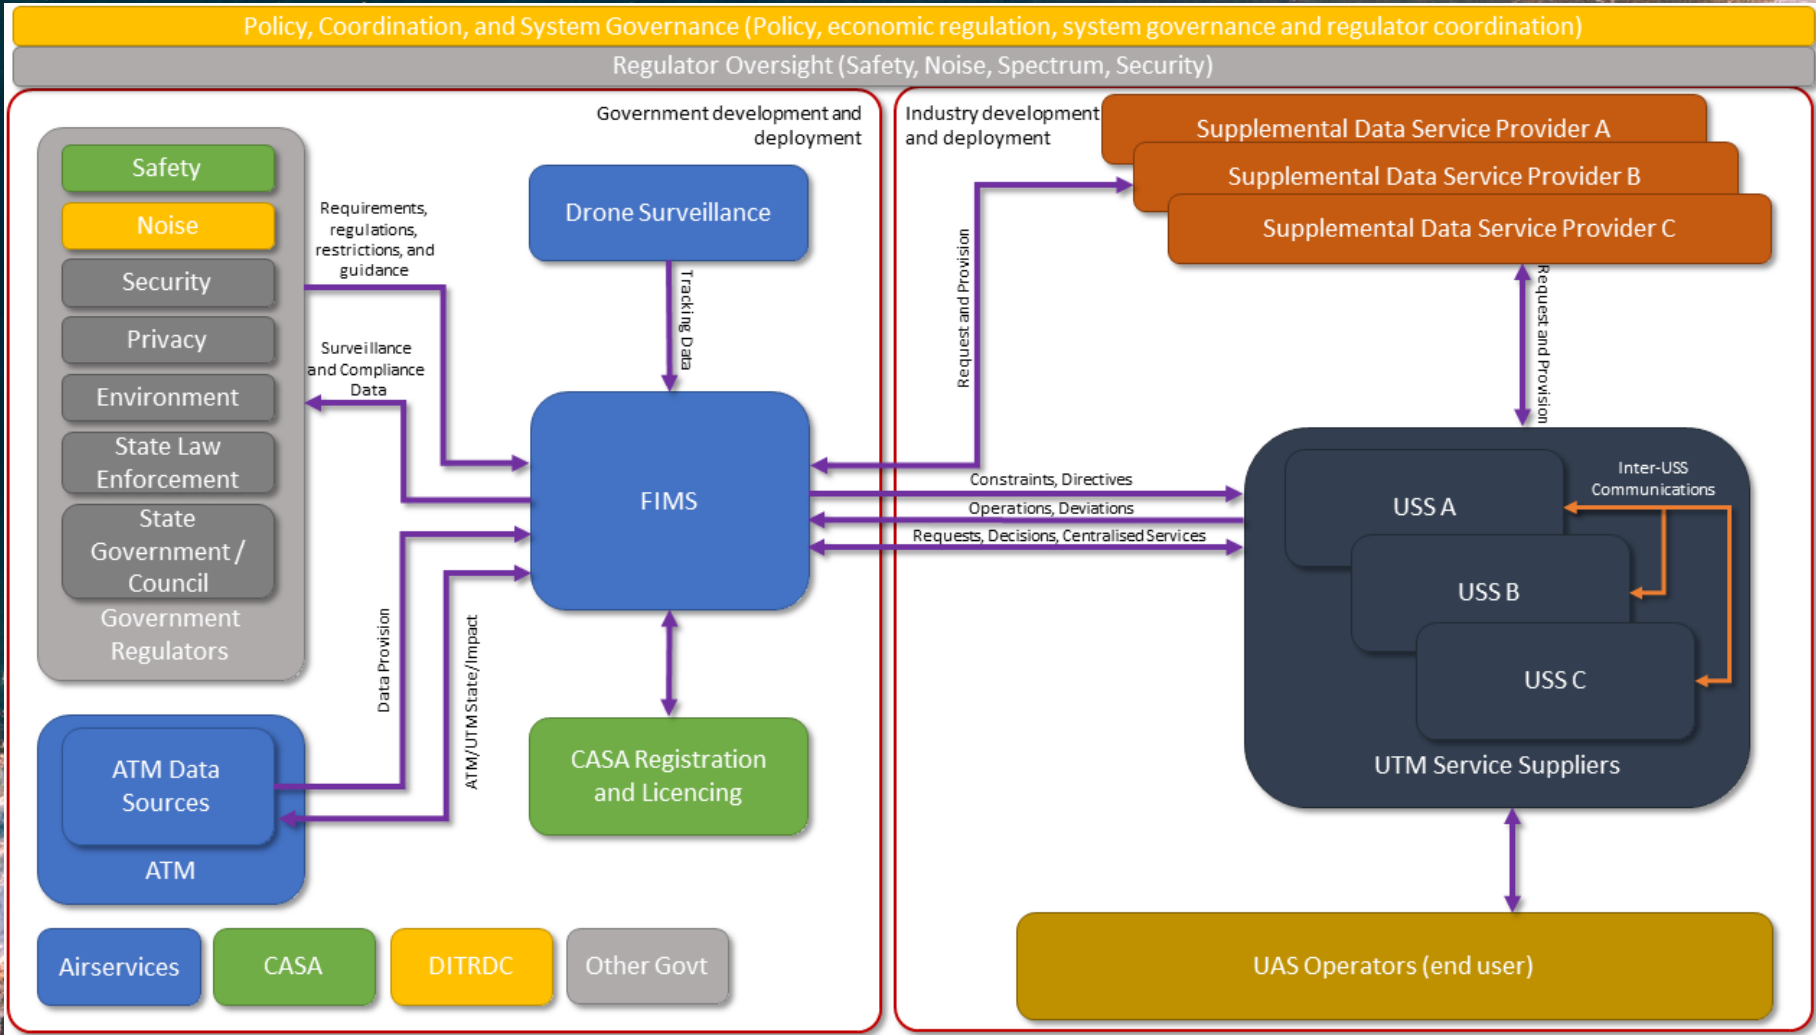 Policy, Coordination, and System Governance (Policy, economic regulation, system governance and regulator coordination)
Regulator Oversight (Safety, Noise, Spectrum, Security)
Government development and
deployment
Safety
Noise
Security
Privacy
Environment
State Law
Enforcement
State
Government /
Council
Government
Regulators
Requirements,
regulations,
restrictions, and
guidance
Surveillance
and Compliance
Data
Drone Surveillance
Tracking Data
FIMS
Data Provision
ATM/UTM State/Impact
ATM Data
Sources
ATM
CASA Registration
and Licencing
Airservices
CASA
DITRDC
Other Govt
Industry development
and deployment
Supplemental Data Service Provider A
Supplemental Data Service Provider B
Supplemental Data Service Provider C
Request and Provision
Request and Provision
Constraints, Directives
Operations, Deviations
Requests, Decisions, Centralised Services
Inter-USS
Communications
USS A
USS B
USS C
UTM Service Suppliers
UAS Operators (end user)